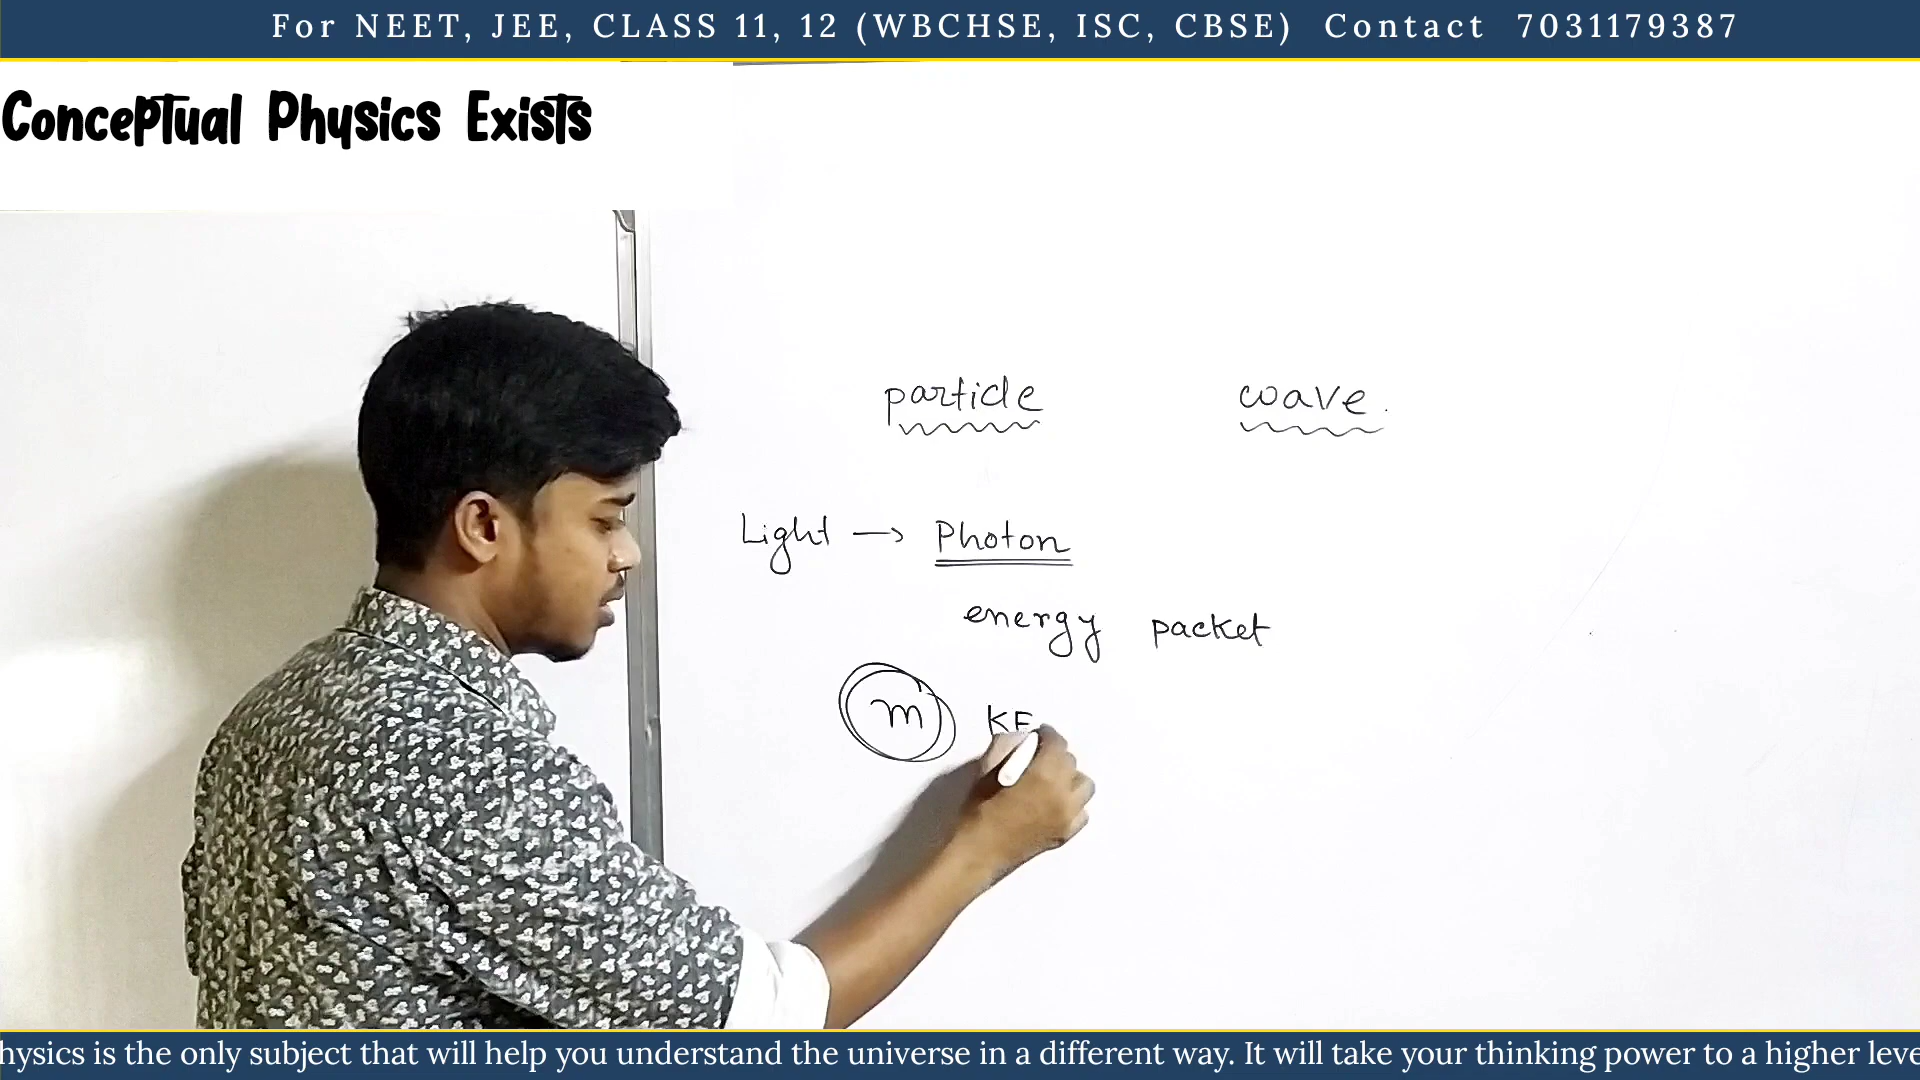 For NEET, JEE, CLASS 11, 12 (WBCHSE, ISC, CBSE) Contact 7031179387
Conceptual Physics Exists
particle wave.
Light → Photon
energy packet
m KE
hysics is the only subject that will help you understand the universe in a different way. It will take your thinking power to a higher leve